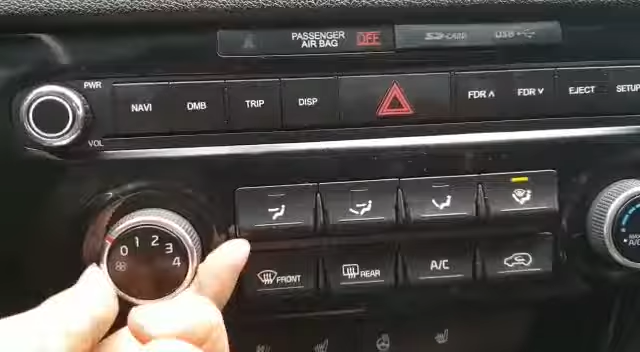 PASSENGER
AIR BAG OFF
SD-CARD
USB
PWR
NAVI
DMB
TRIP
DISP
FDR ∧
FDR ∨
EJECT
SETUP
VOL
0 1 2 3 4
FRONT
REAR
A/C
A/C